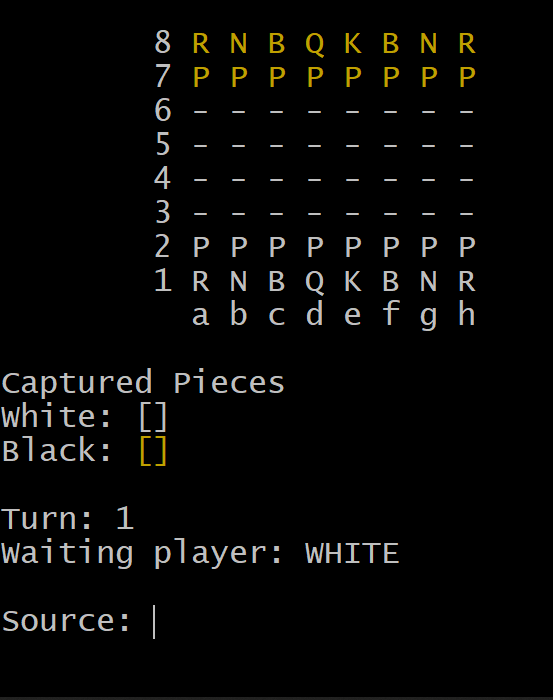 8 R N B Q K B N R
7 P P P P P P P P
6 - - - - - - - -
5 - - - - - - - -
4 - - - - - - - -
3 - - - - - - - -
2 P P P P P P P P
1 R N B Q K B N R
a b c d e f g h
Captured Pieces
White: []
Black: []
Turn: 1
Waiting player: WHITE
Source: